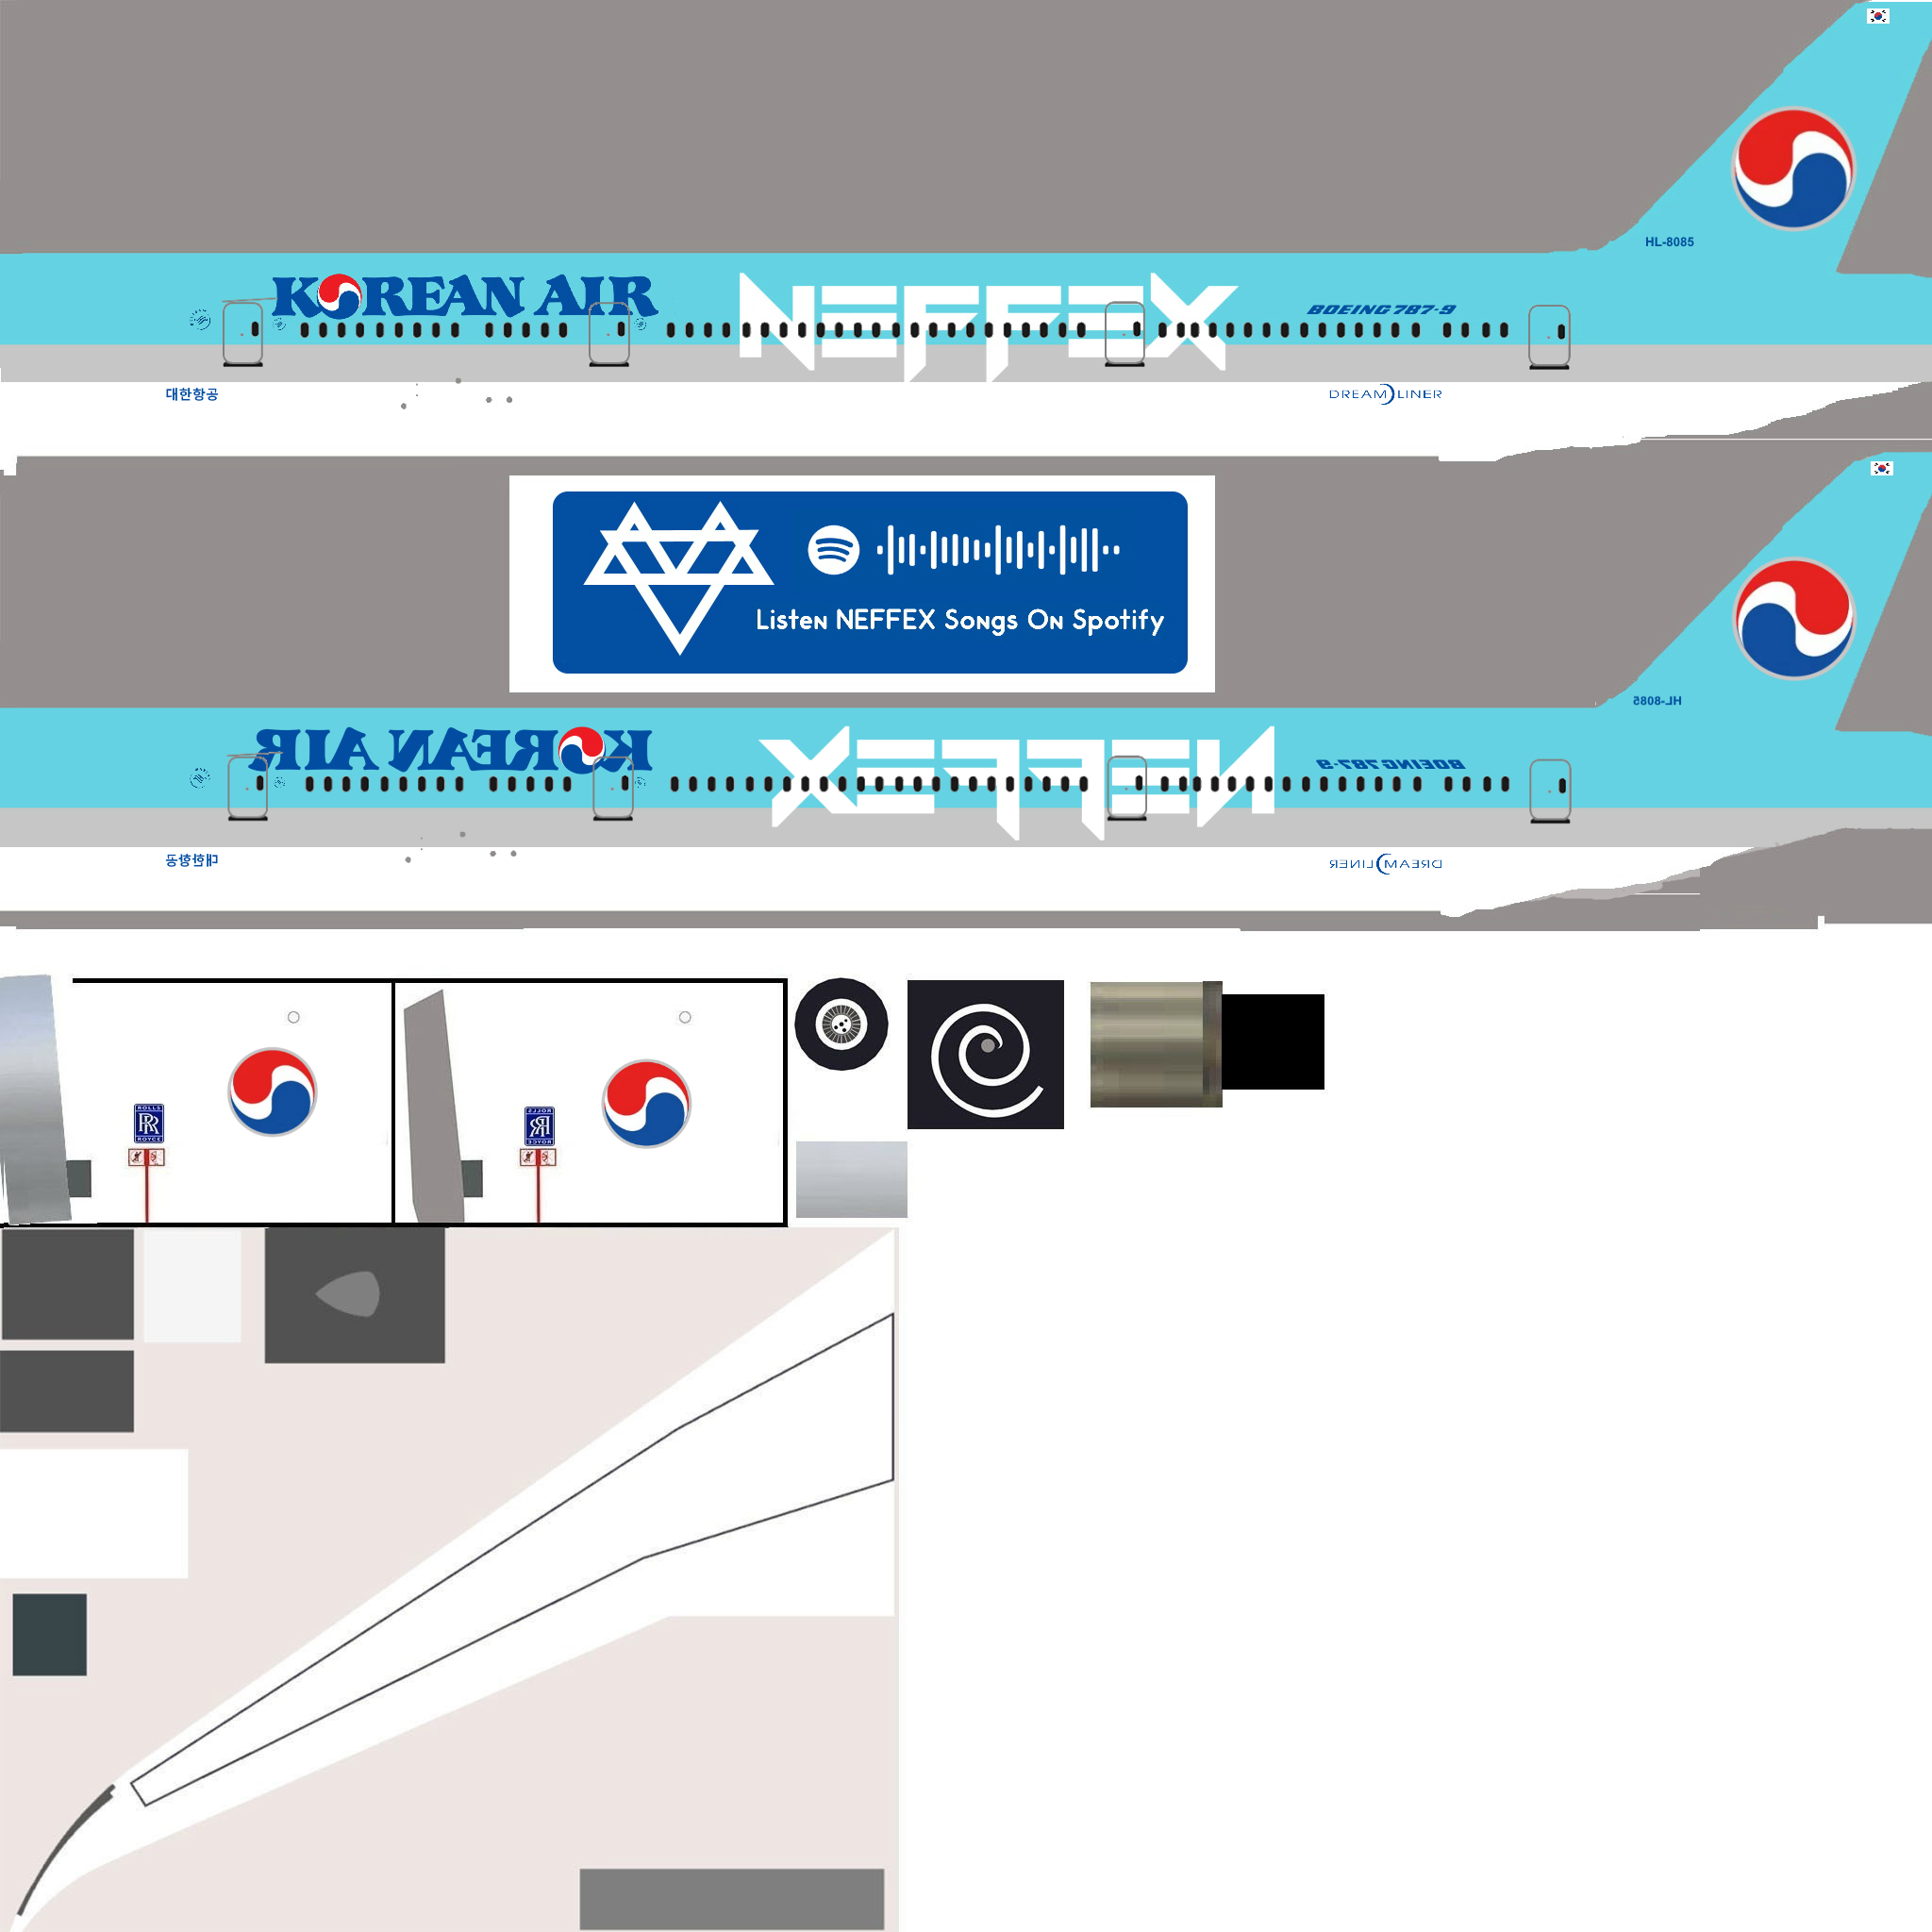 HL-8085
KOREAN AIR
NEFFEX
BOEING 787-9
대한항공
DREAMLINER
Listen NEFFEX Songs On Spotify
HL-8085
KOREAN AIR
NEFFEX
BOEING 787-9
대한항공
DREAMLINER
ROLLS
RR
ROYCE
ROLLS
RR
ROYCE